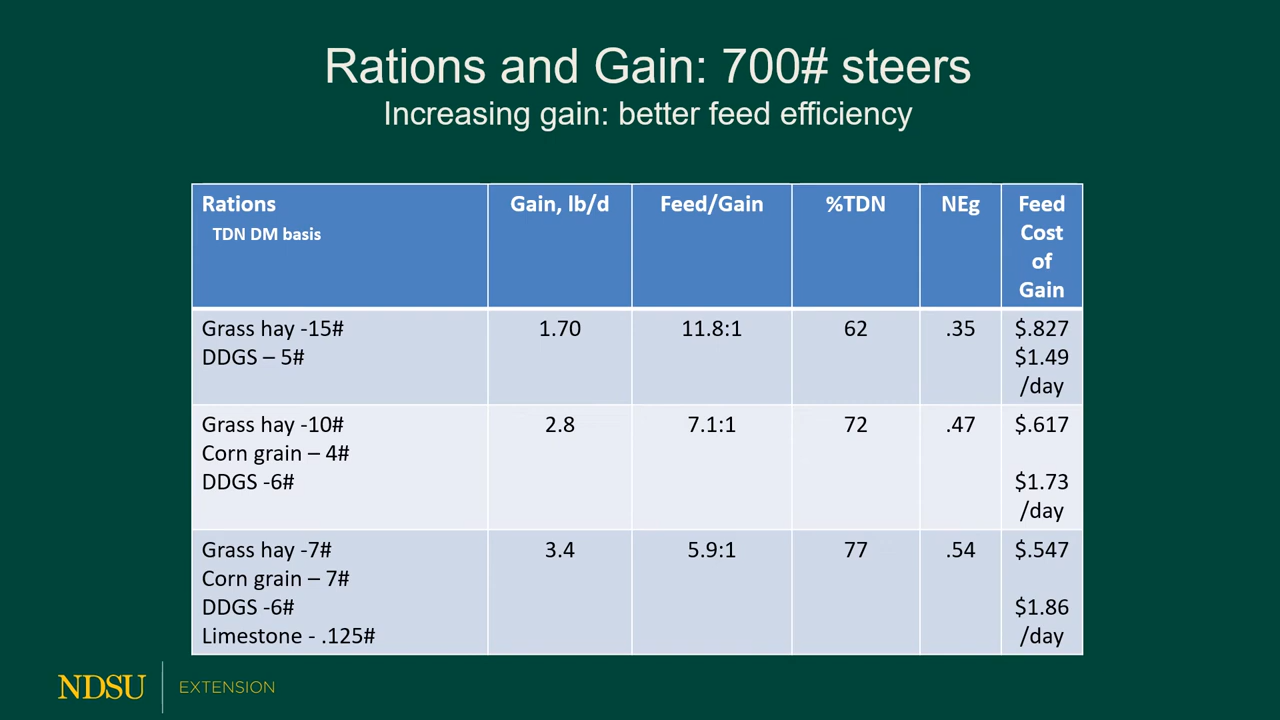 Rations and Gain: 700# steers
Increasing gain: better feed efficiency
Rations
TDN DM basis
Gain, lb/d
Feed/Gain
%TDN
NEg
Feed
Cost
of
Gain
Grass hay -15#
DDGS – 5#
1.70
11.8:1
62
.35
$.827
$1.49
/day
Grass hay -10#
Corn grain – 4#
DDGS -6#
2.8
7.1:1
72
.47
$.617
$1.73
/day
Grass hay -7#
Corn grain – 7#
DDGS -6#
Limestone - .125#
3.4
5.9:1
77
.54
$.547
$1.86
/day
NDSU EXTENSION